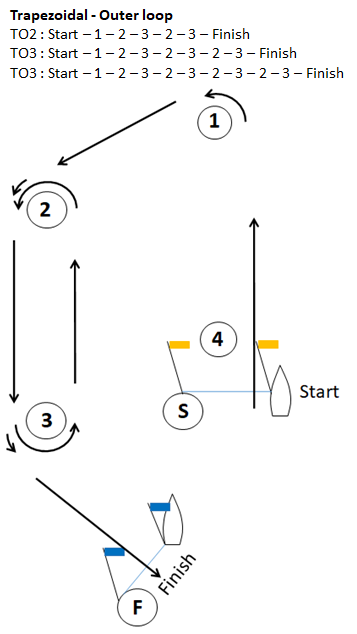 Trapezoidal - Outer loop
TO2 : Start – 1 – 2 – 3 – 2 – 3 – Finish
TO3 : Start – 1 – 2 – 3 – 2 – 3 – 2 – 3 – Finish
TO3 : Start – 1 – 2 – 3 – 2 – 3 – 2 – 3 – 2 – 3 – Finish
1
2
4
Start
S
3
Finish
F